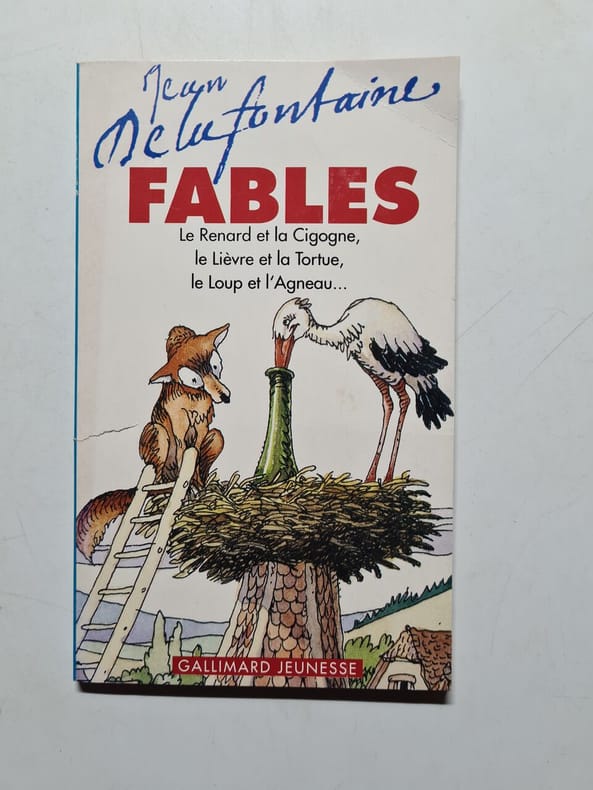 Jean
De la fontaine
FABLES
Le Renard et la Cigogne,
le Lièvre et la Tortue,
le Loup et l'Agneau...
GALLIMARD JEUNESSE